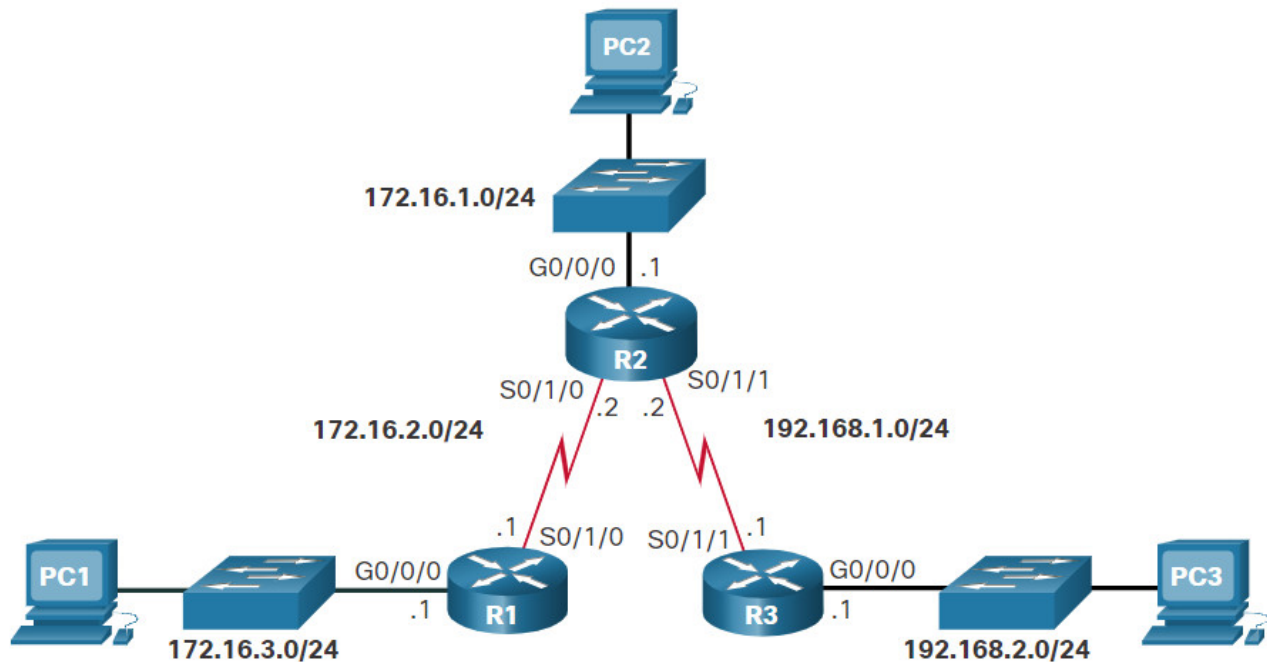 PC2
172.16.1.0/24
G0/0/0 .1
R2
S0/1/0 S0/1/1
.2 .2
172.16.2.0/24 192.168.1.0/24
.1 S0/1/0 S0/1/1 .1
PC1 G0/0/0 .1 R1 R3 G0/0/0 .1 PC3
172.16.3.0/24 192.168.2.0/24